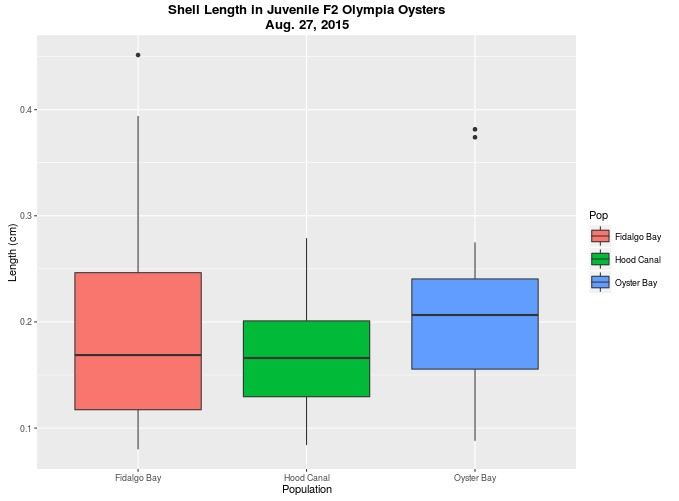 Shell Length in Juvenile F2 Olympia Oysters
Aug. 27, 2015
Length (cm)
0.4
0.3
0.2
0.1
Fidalgo Bay
Hood Canal
Oyster Bay
Population
Pop
Fidalgo Bay
Hood Canal
Oyster Bay